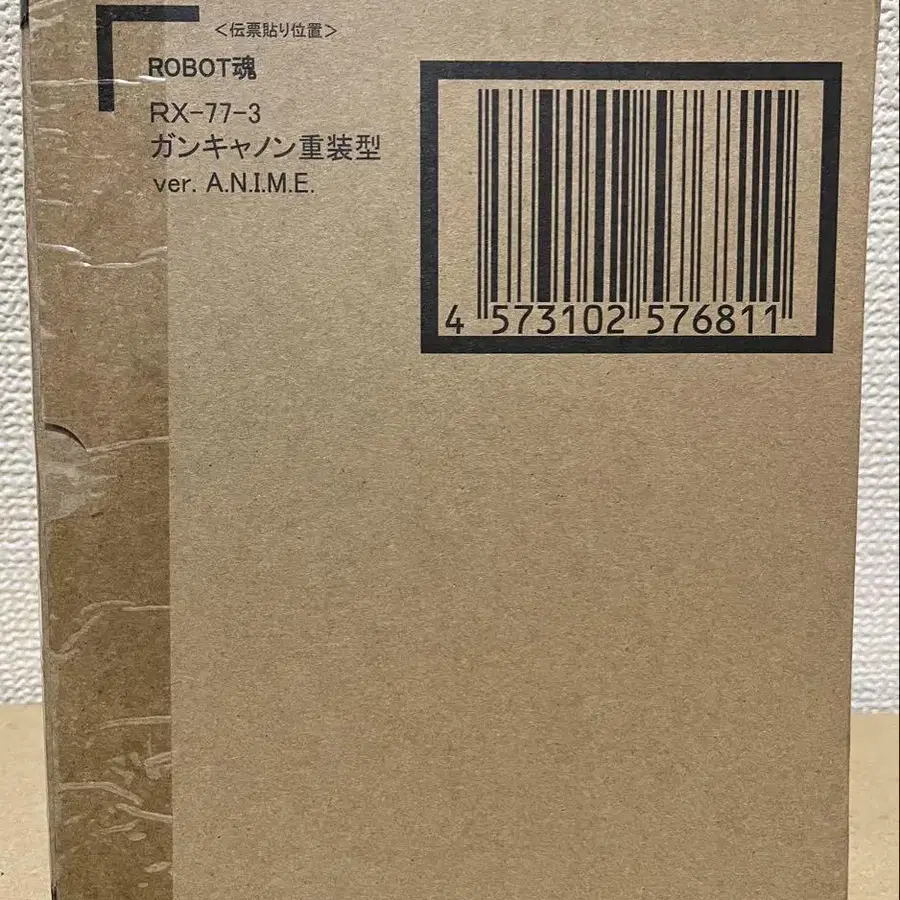 ＜伝票貼り位置＞
ROBOT魂
RX-77-3
ガンキャノン重装型
ver. A.N.I.M.E.
4 573102 576811